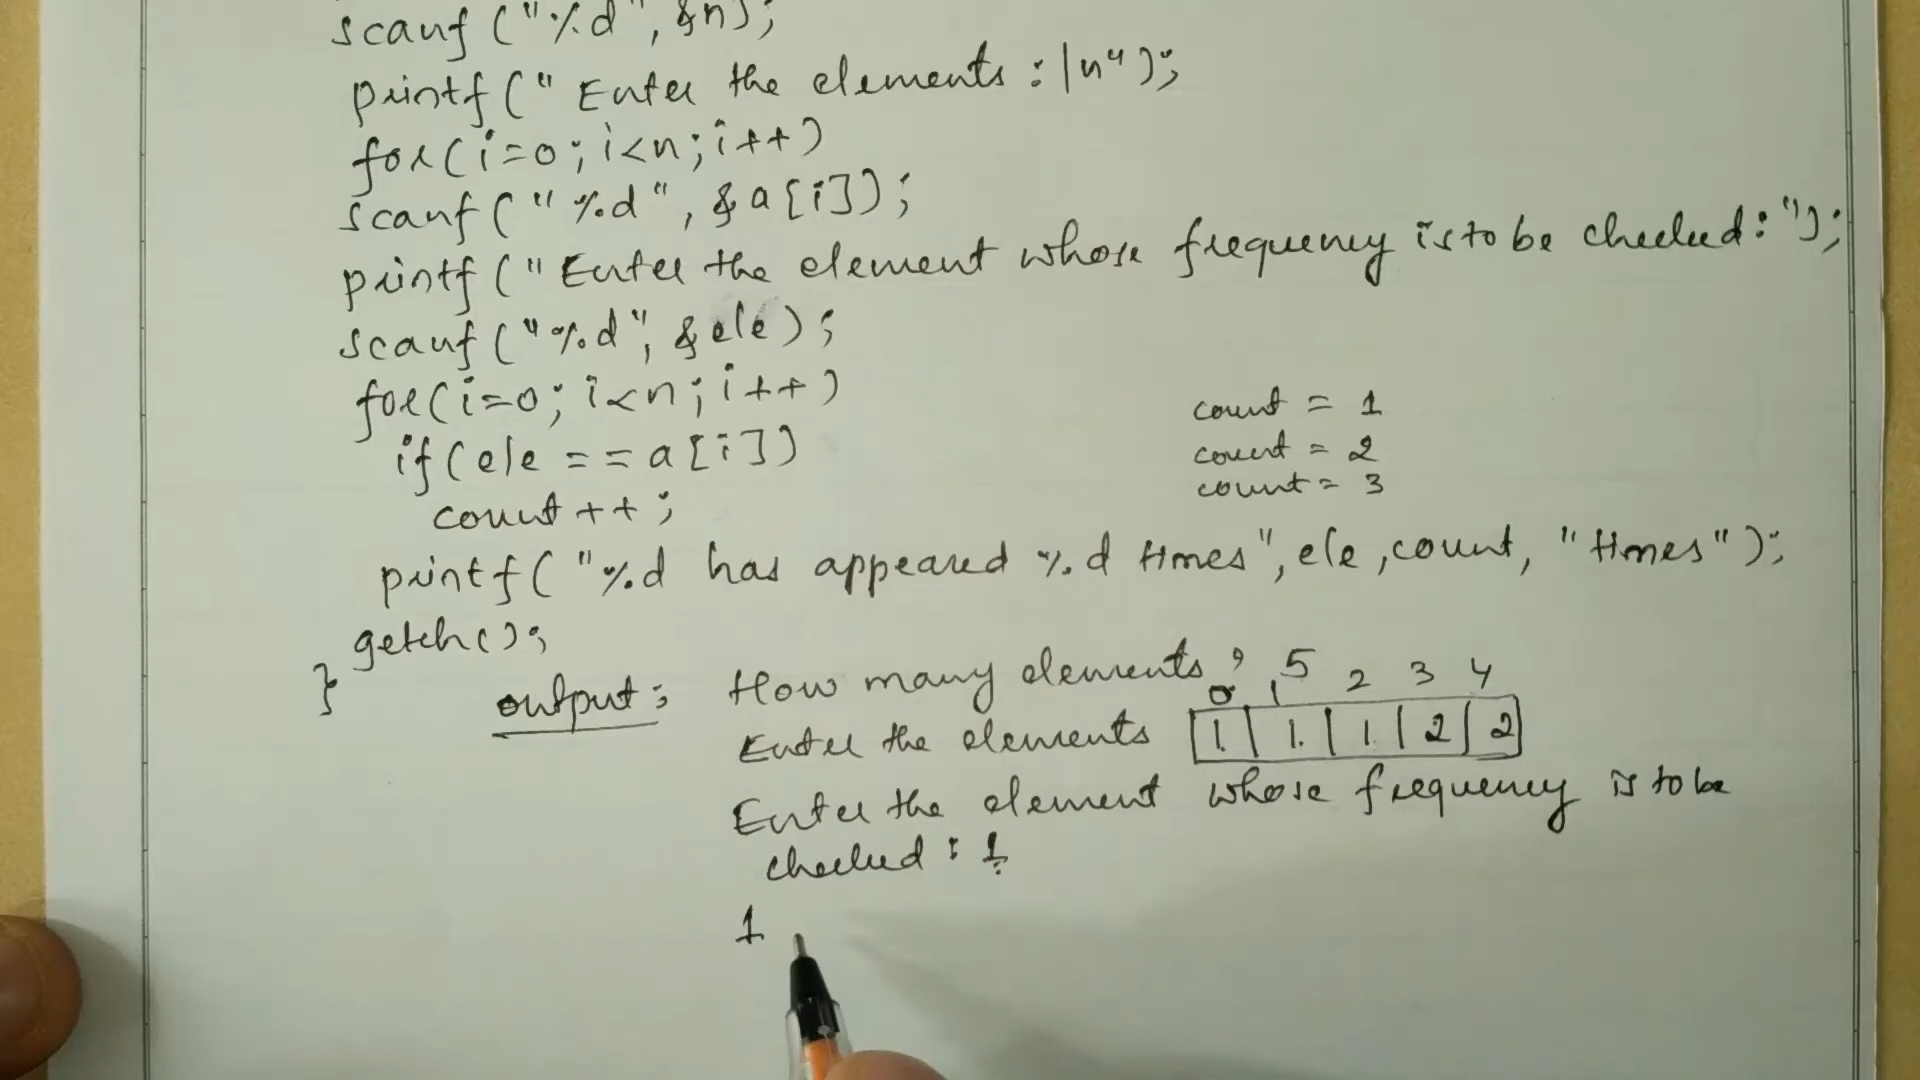 scanf ("%d", &n);
printf (" Enter the elements : \n");
for(i=0; i<n; i++)
scanf ("%d", &a[i]);
printf ("Enter the element whose frequency is to be checked: ");
scanf ("%d", &ele);
for(i=0; i<n; i++)
if(ele == a[i])
count++;
count = 1
count = 2
count = 3
printf ("%d has appeared %d times", ele, count, "times");
getch();
}
output: How many elements, 5
0 1 2 3 4
Enter the elements 1 1 1 2 2
Enter the element whose frequency is to be
checked : 1
1